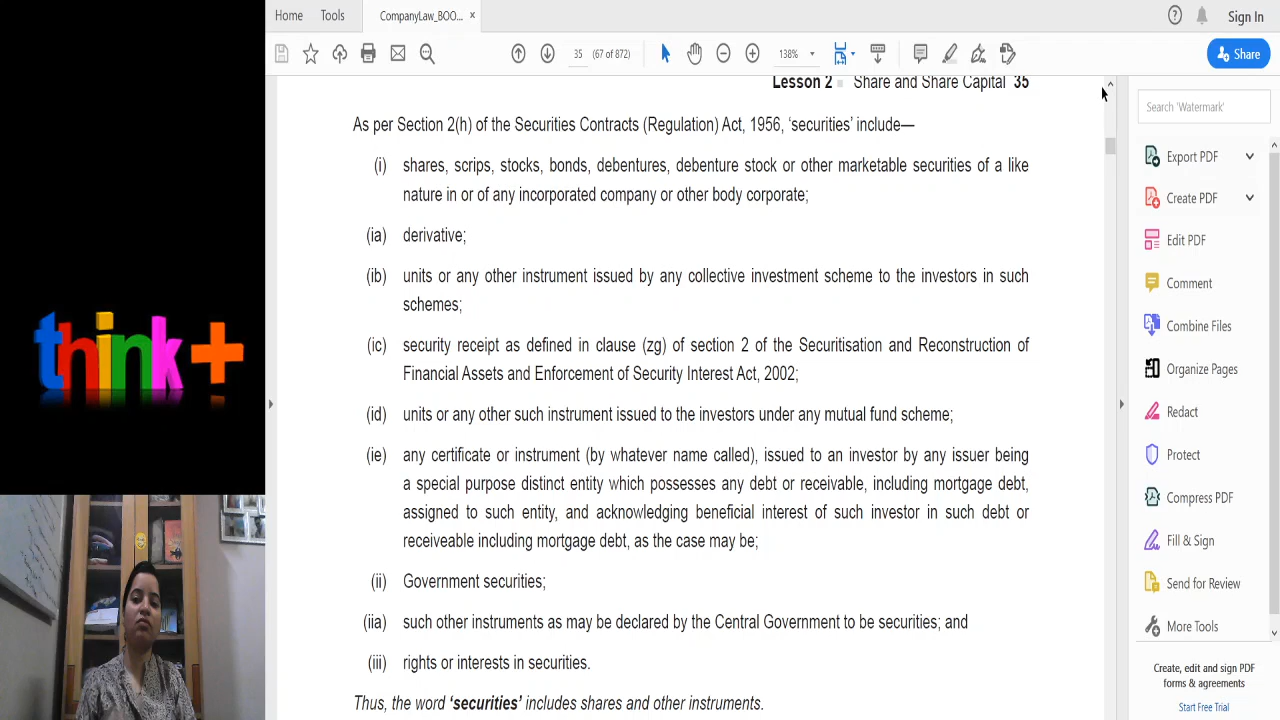 Home Tools CompanyLaw_BOO... × Sign In
35 (67 of 872) 138% Share
Lesson 2 Share and Share Capital 35
As per Section 2(h) of the Securities Contracts (Regulation) Act, 1956, ‘securities’ include—
(i) shares, scrips, stocks, bonds, debentures, debenture stock or other marketable securities of a like
nature in or of any incorporated company or other body corporate;
(ia) derivative;
(ib) units or any other instrument issued by any collective investment scheme to the investors in such
schemes;
(ic) security receipt as defined in clause (zg) of section 2 of the Securitisation and Reconstruction of
Financial Assets and Enforcement of Security Interest Act, 2002;
(id) units or any other such instrument issued to the investors under any mutual fund scheme;
(ie) any certificate or instrument (by whatever name called), issued to an investor by any issuer being
a special purpose distinct entity which possesses any debt or receivable, including mortgage debt,
assigned to such entity, and acknowledging beneficial interest of such investor in such debt or
receiveable including mortgage debt, as the case may be;
(ii) Government securities;
(iia) such other instruments as may be declared by the Central Government to be securities; and
(iii) rights or interests in securities.
Thus, the word ‘securities’ includes shares and other instruments.
think+
Search 'Watermark'
Export PDF
Create PDF
Edit PDF
Comment
Combine Files
Organize Pages
Redact
Protect
Compress PDF
Fill & Sign
Send for Review
More Tools
Create, edit and sign PDF
forms & agreements
Start Free Trial